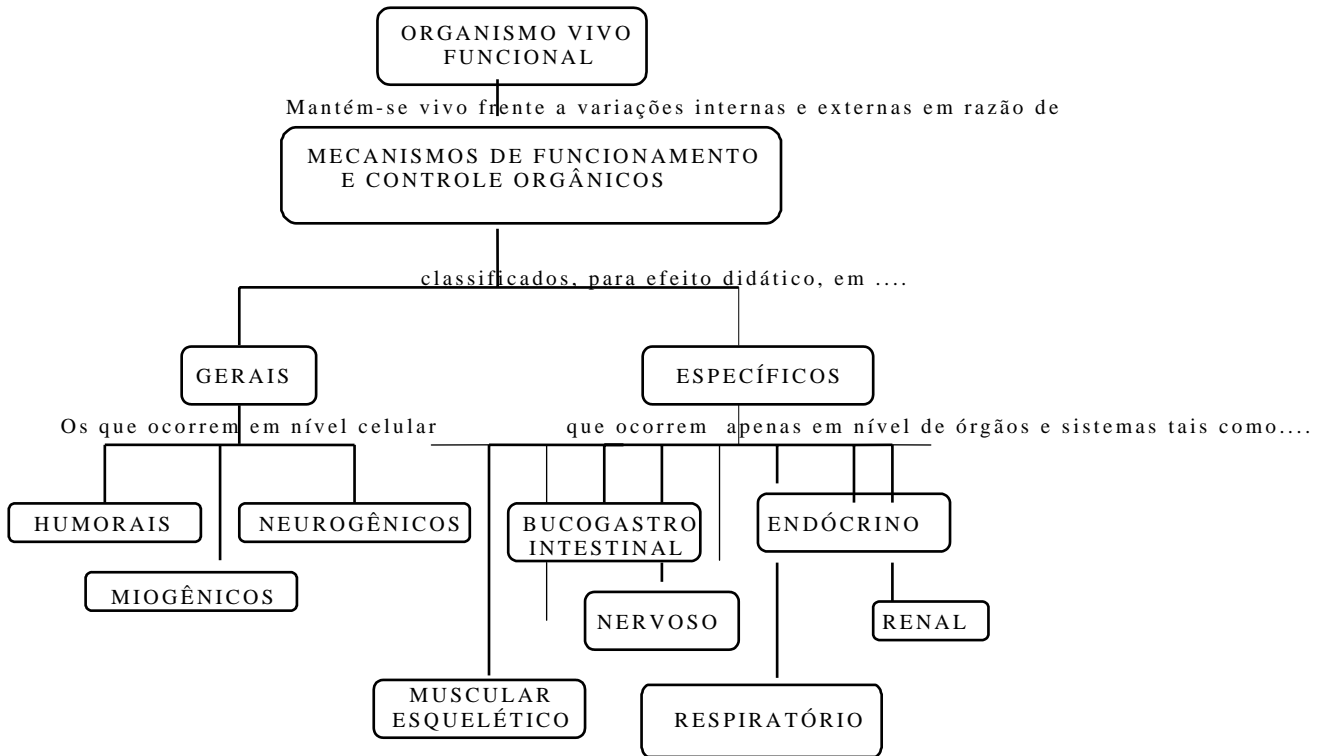 ORGANISMO VIVO
FUNCIONAL
Mantém-se vivo frente a variações internas e externas em razão de
MECANISMOS DE FUNCIONAMENTO
E CONTROLE ORGÂNICOS
classificados, para efeito didático, em ....
GERAIS
ESPECÍFICOS
Os que ocorrem em nível celular
que ocorrem apenas em nível de órgãos e sistemas tais como....
HUMORAIS
NEUROGÊNICOS
BUCOGASTRO
INTESTINAL
ENDÓCRINO
MIOGÊNICOS
NERVOSO
RENAL
MUSCULAR
ESQUELÉTICO
RESPIRATÓRIO